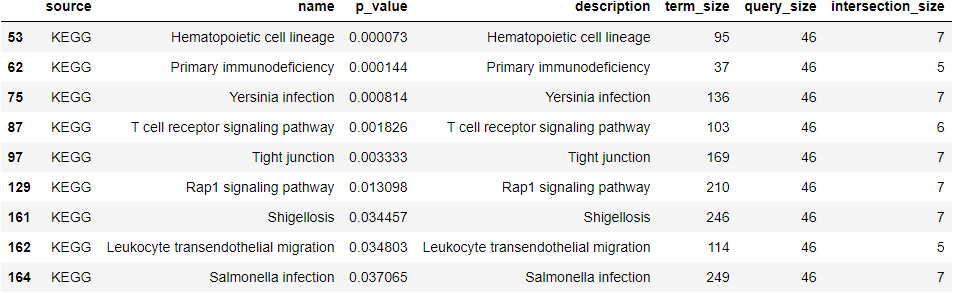 source name p_value description term_size query_size intersection_size
53 KEGG Hematopoietic cell lineage 0.000073 Hematopoietic cell lineage 95 46 7
62 KEGG Primary immunodeficiency 0.000144 Primary immunodeficiency 37 46 5
75 KEGG Yersinia infection 0.000814 Yersinia infection 136 46 7
87 KEGG T cell receptor signaling pathway 0.001826 T cell receptor signaling pathway 103 46 6
97 KEGG Tight junction 0.003333 Tight junction 169 46 7
129 KEGG Rap1 signaling pathway 0.013098 Rap1 signaling pathway 210 46 7
161 KEGG Shigellosis 0.034457 Shigellosis 246 46 7
162 KEGG Leukocyte transendothelial migration 0.034803 Leukocyte transendothelial migration 114 46 5
164 KEGG Salmonella infection 0.037065 Salmonella infection 249 46 7